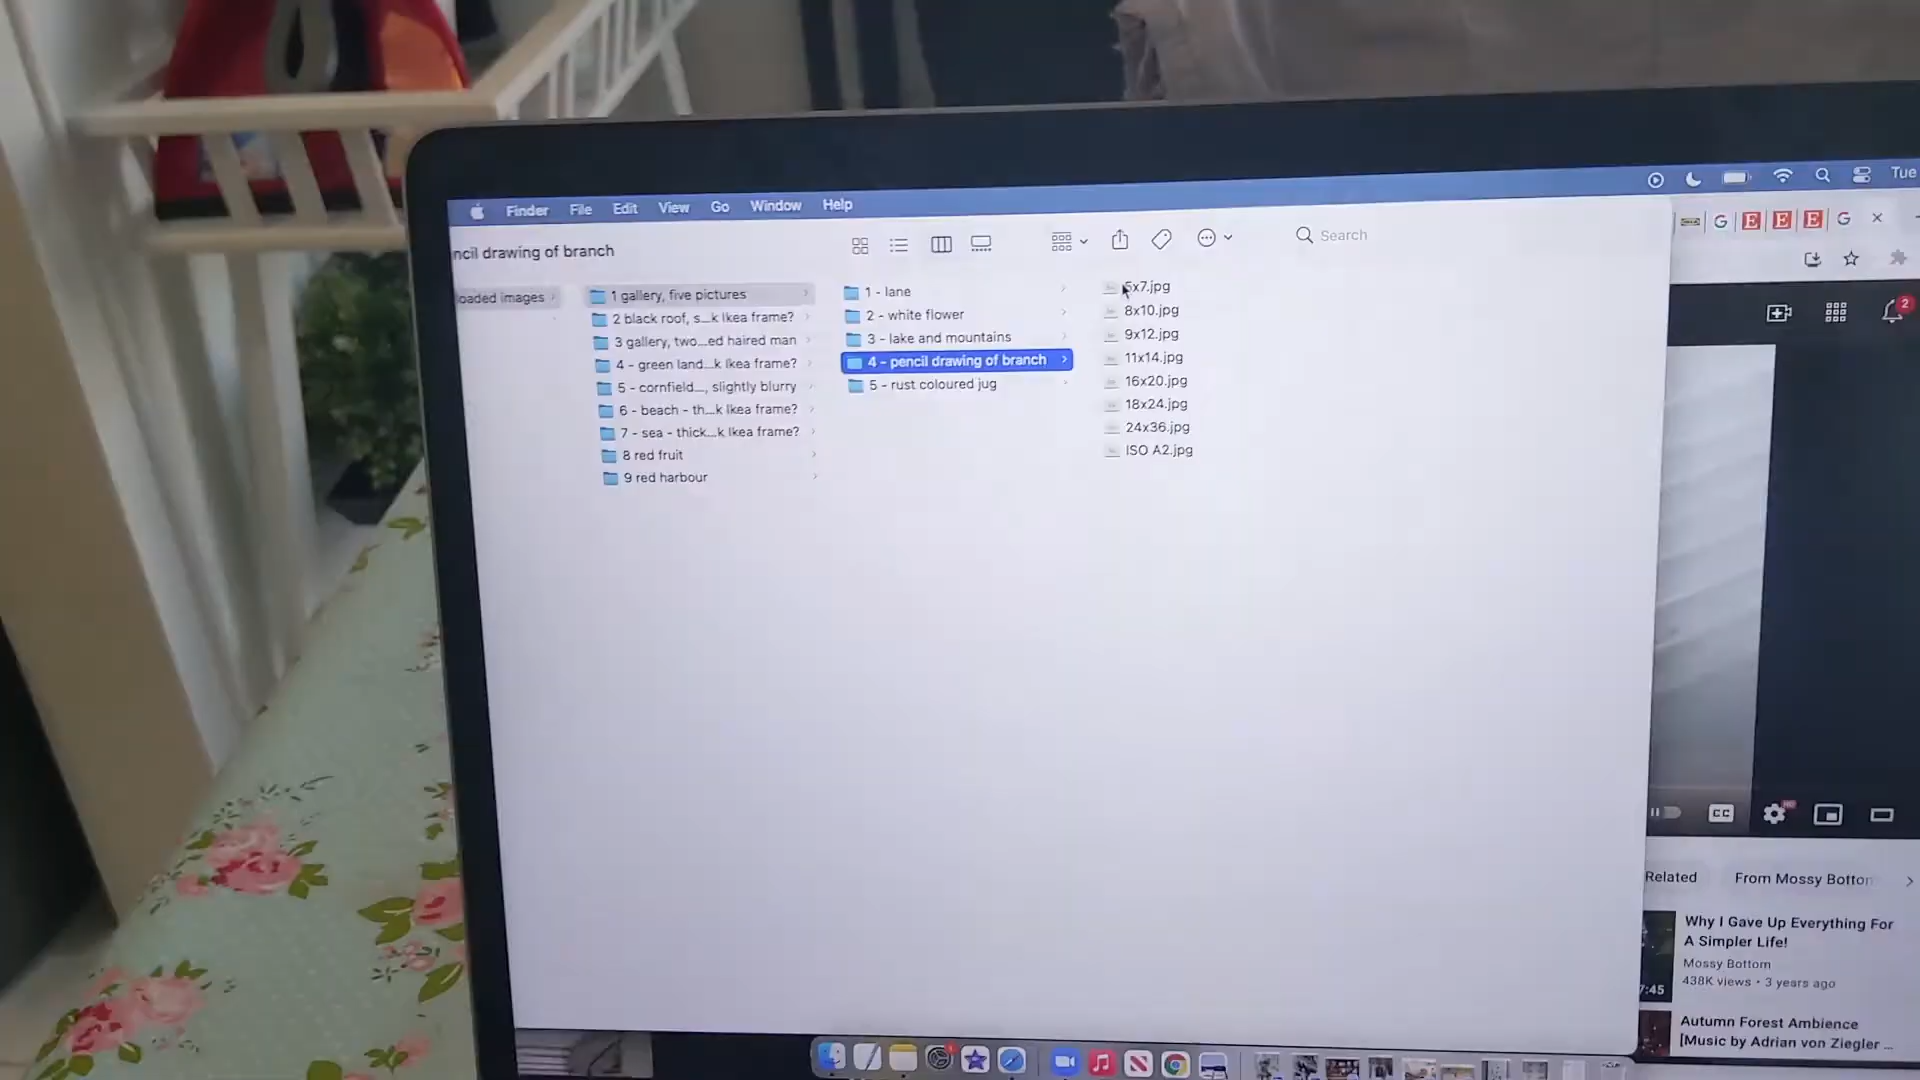 Finder File Edit View Go Window Help
Tue
ncil drawing of branch
Search
loaded images
1 gallery, five pictures
2 black roof, s...k Ikea frame?
3 gallery, two...ed haired man
4 - green land...k Ikea frame?
5 - cornfield..., slightly blurry
6 - beach - th...k Ikea frame?
7 - sea - thick...k Ikea frame?
8 red fruit
9 red harbour
1 - lane
2 - white flower
3 - lake and mountains
4 - pencil drawing of branch
5 - rust coloured jug
5x7.jpg
8x10.jpg
9x12.jpg
11x14.jpg
16x20.jpg
18x24.jpg
24x36.jpg
ISO A2.jpg
G E E E G
2
CC
HD
Related
From Mossy Bottom
Why I Gave Up Everything For
A Simpler Life!
Mossy Bottom
438K views • 3 years ago
7:45
Autumn Forest Ambience
[Music by Adrian von Ziegler ...